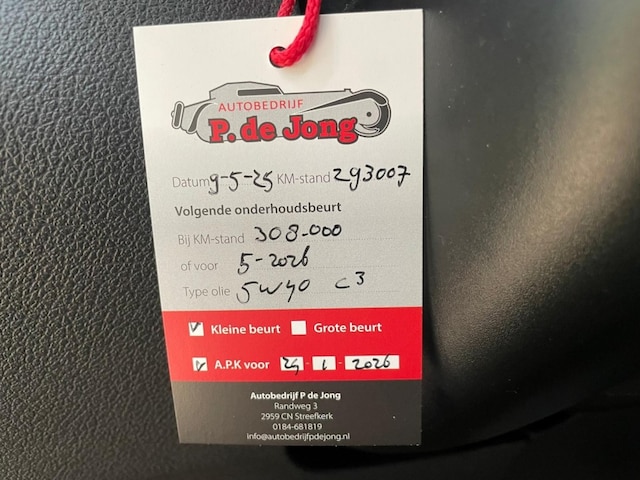 AUTOBEDRIJF
P. de Jong
Datum 9-5-25 KM-stand 293007
Volgende onderhoudsbeurt
Bij KM-stand 308.000
of voor 5-2026
Type olie 5W40 C3
Kleine beurt Grote beurt
A.P.K voor 29 - 1 - 2026
Autobedrijf P de Jong
Randweg 3
2959 CN Streefkerk
0184-681819
info@autobedrijfpdejong.nl